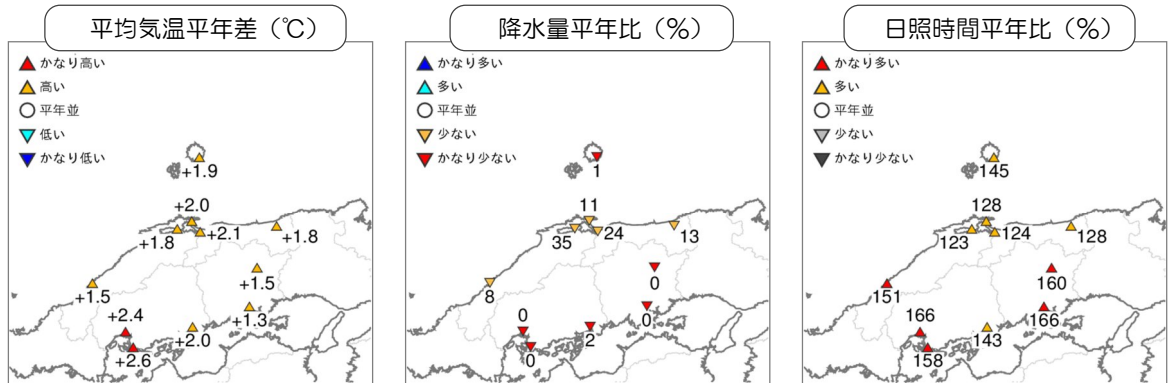 平均気温平年差（℃）
かなり高い
高い
平年並
低い
かなり低い
+1.9
+2.0
+1.8
+2.1
+1.8
+1.5
+1.5
+1.3
+2.4
+2.0
+2.6
降水量平年比（%）
かなり多い
多い
平年並
少ない
かなり少ない
1
11
35
24
13
0
8
0
0
2
0
日照時間平年比（%）
かなり多い
多い
平年並
少ない
かなり少ない
145
128
123
124
128
160
151
166
166
143
158